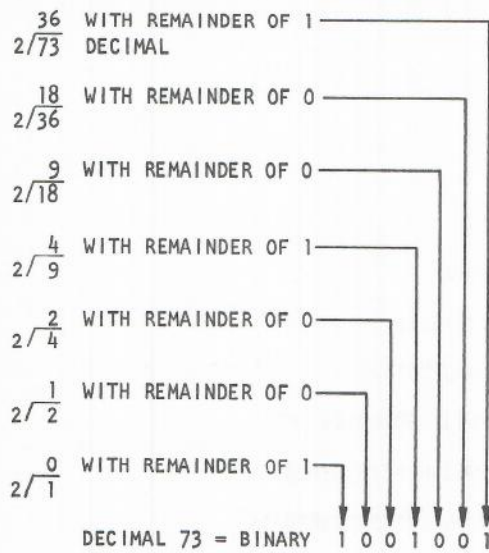 36 WITH REMAINDER OF 1
2/73 DECIMAL
18 WITH REMAINDER OF 0
2/36
9 WITH REMAINDER OF 0
2/18
4 WITH REMAINDER OF 1
2/9
2 WITH REMAINDER OF 0
2/4
1 WITH REMAINDER OF 0
2/2
0 WITH REMAINDER OF 1
2/1
DECIMAL 73 = BINARY 1 0 0 1 0 0 1